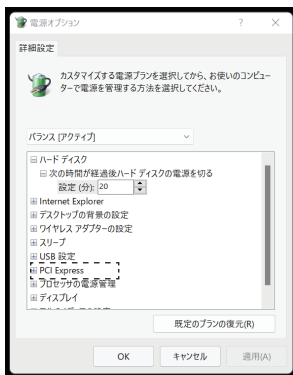 電源オプション
詳細設定
カスタマイズする電源プランを選択してから、お使いのコンピュー
ターで電源を管理する方法を選択してください。
バランス [アクティブ]
ハード ディスク
次の時間が経過後ハード ディスクの電源を切る
設定 (分): 20
Internet Explorer
デスクトップの背景の設定
ワイヤレス アダプターの設定
スリープ
USB 設定
PCI Express
プロセッサの電源管理
ディスプレイ
既定のプランの復元(R)
OK キャンセル 適用(A)